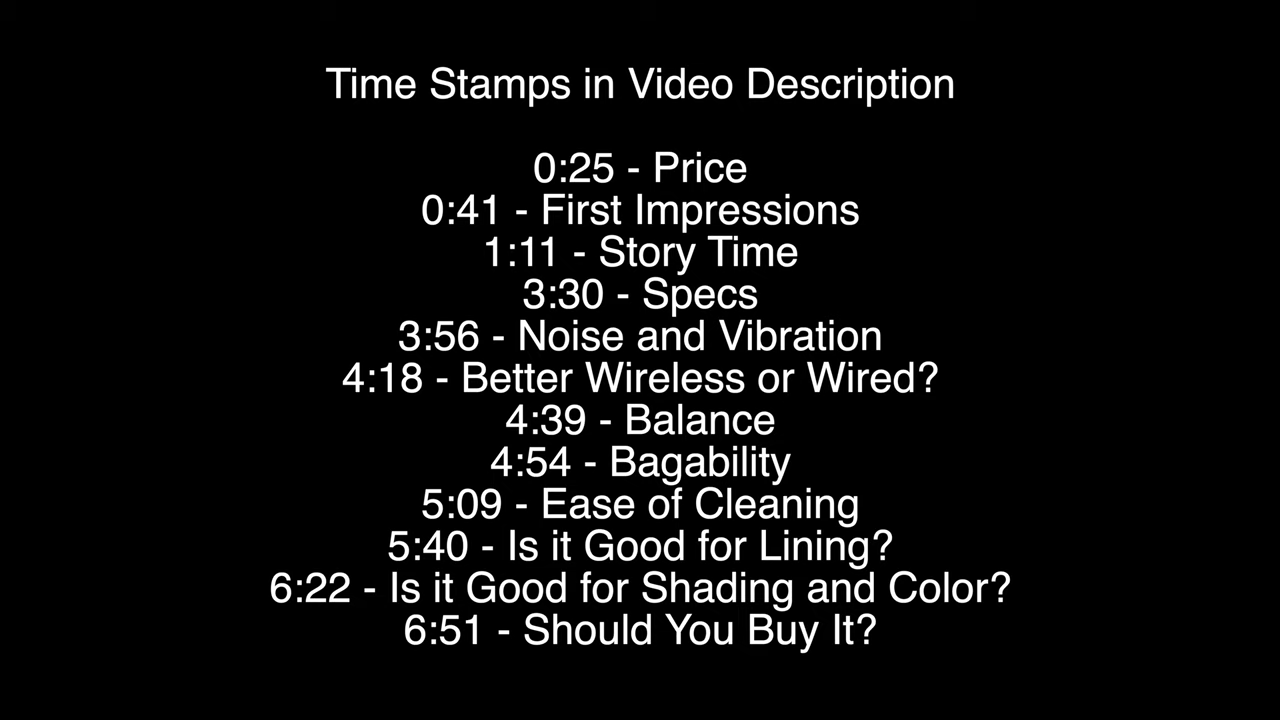 Time Stamps in Video Description
0:25 - Price
0:41 - First Impressions
1:11 - Story Time
3:30 - Specs
3:56 - Noise and Vibration
4:18 - Better Wireless or Wired?
4:39 - Balance
4:54 - Bagability
5:09 - Ease of Cleaning
5:40 - Is it Good for Lining?
6:22 - Is it Good for Shading and Color?
6:51 - Should You Buy It?